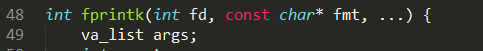 48 int fprintk(int fd, const char* fmt, ...) {
49 va_list args;